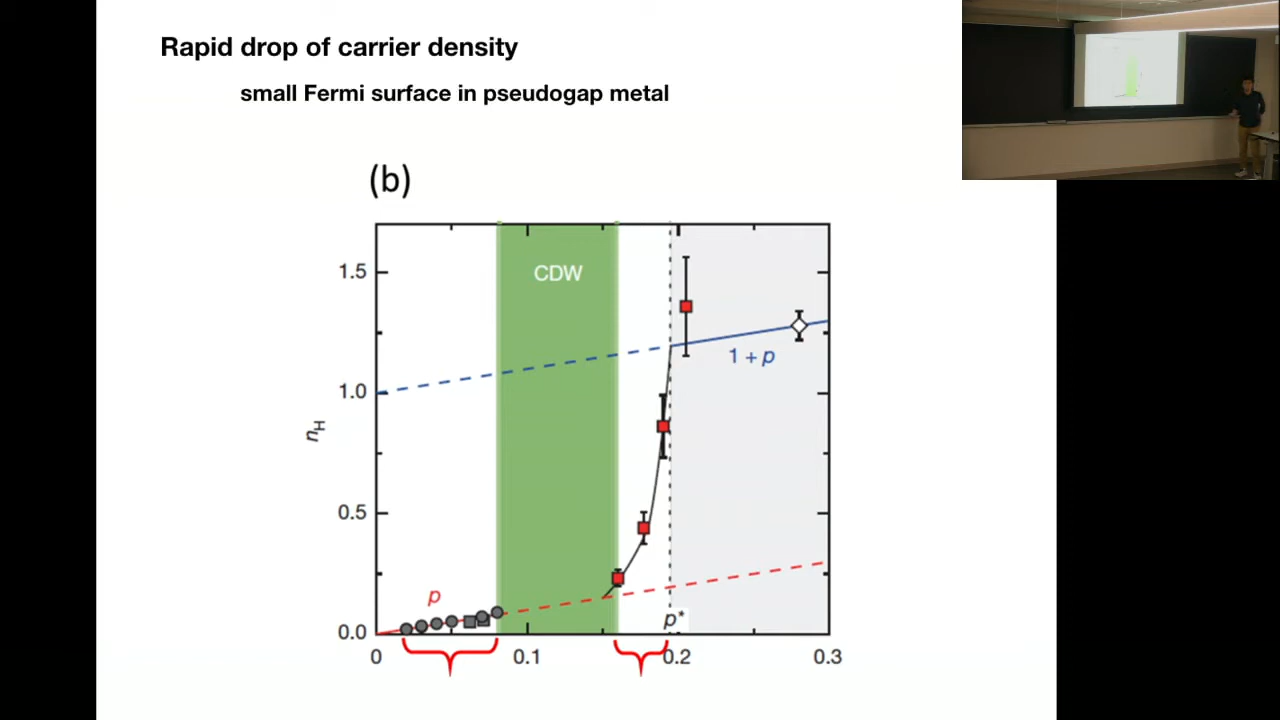 Rapid drop of carrier density
small Fermi surface in pseudogap metal
(b)
CDW
1.5
1.0
0.5
0.0
n_H
1 + p
p
p*
0
0.1
0.2
0.3